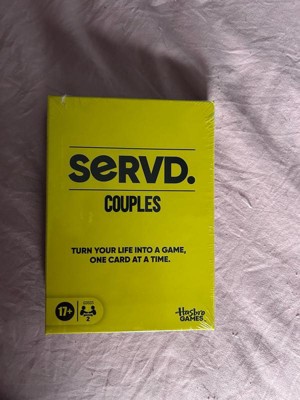 SERVD.
COUPLES
TURN YOUR LIFE INTO A GAME,
ONE CARD AT A TIME.
17+
2
Hasbro
GAMES